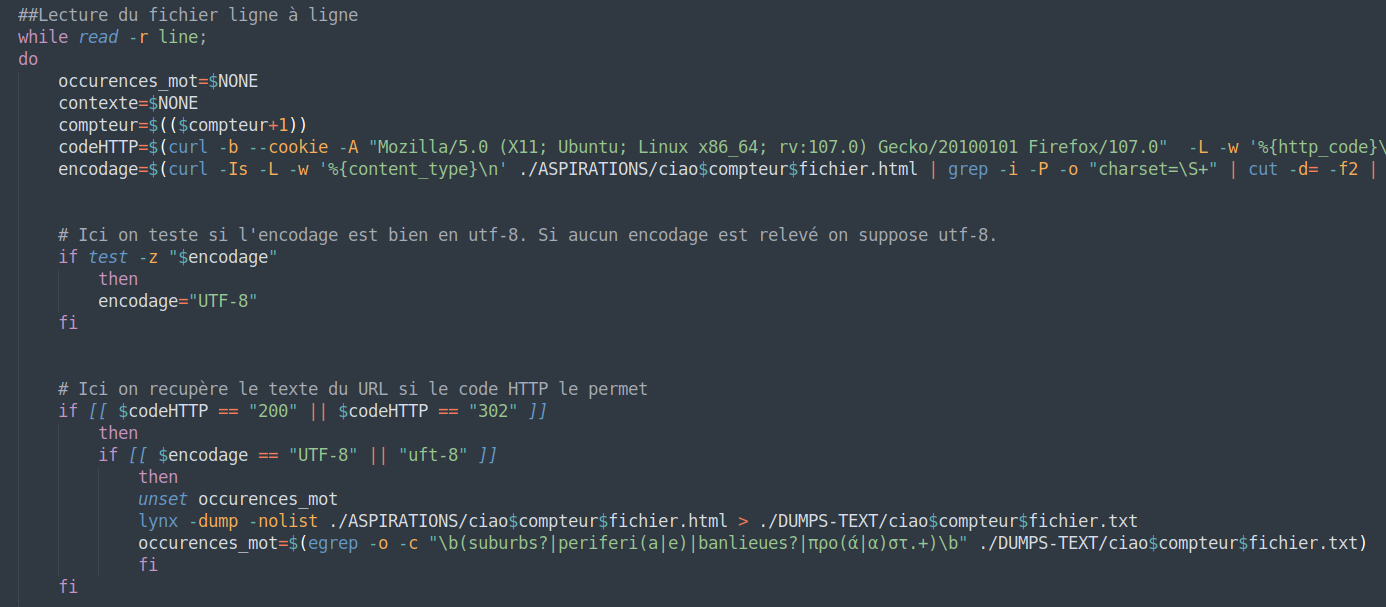 ##Lecture du fichier ligne à ligne
while read -r line;
do
occurences_mot=$NONE
contexte=$NONE
compteur=$(($compteur+1))
codeHTTP=$(curl -b --cookie -A "Mozilla/5.0 (X11; Ubuntu; Linux x86_64; rv:107.0) Gecko/20100101 Firefox/107.0"  -L -w '%{http_code}\
encodage=$(curl -Is -L -w '%{content_type}\n' ./ASPIRATIONS/ciao$compteur$fichier.html | grep -i -P -o "charset=\S+" | cut -d= -f2 |
# Ici on teste si l'encodage est bien en utf-8. Si aucun encodage est relevé on suppose utf-8.
if test -z "$encodage"
then
encodage="UTF-8"
fi
# Ici on recupère le texte du URL si le code HTTP le permet
if [[ $codeHTTP == "200" || $codeHTTP == "302" ]]
then
if [[ $encodage == "UTF-8" || "uft-8" ]]
then
unset occurences_mot
lynx -dump -nolist ./ASPIRATIONS/ciao$compteur$fichier.html > ./DUMPS-TEXT/ciao$compteur$fichier.txt
occurences_mot=$(egrep -o -c "\b(suburbs?|periferi(a|e)|banlieues?|προ(ά|α)στ.+)\b" ./DUMPS-TEXT/ciao$compteur$fichier.txt)
fi
fi